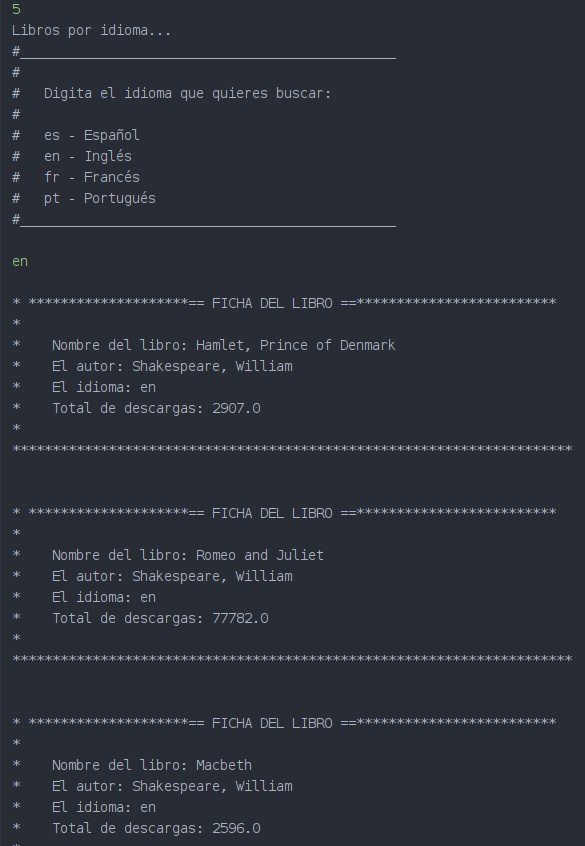 5
Libros por idioma...
#_______________________________________________
#
#   Digita el idioma que quieres buscar:
#
#   es - Español
#   en - Inglés
#   fr - Francés
#   pt - Portugués
#_______________________________________________
en
* ********************== FICHA DEL LIBRO ==*************************
*
*    Nombre del libro: Hamlet, Prince of Denmark
*    El autor: Shakespeare, William
*    El idioma: en
*    Total de descargas: 2907.0
*
**********************************************************************
* ********************== FICHA DEL LIBRO ==*************************
*
*    Nombre del libro: Romeo and Juliet
*    El autor: Shakespeare, William
*    El idioma: en
*    Total de descargas: 77782.0
*
**********************************************************************
* ********************== FICHA DEL LIBRO ==*************************
*
*    Nombre del libro: Macbeth
*    El autor: Shakespeare, William
*    El idioma: en
*    Total de descargas: 2596.0
*